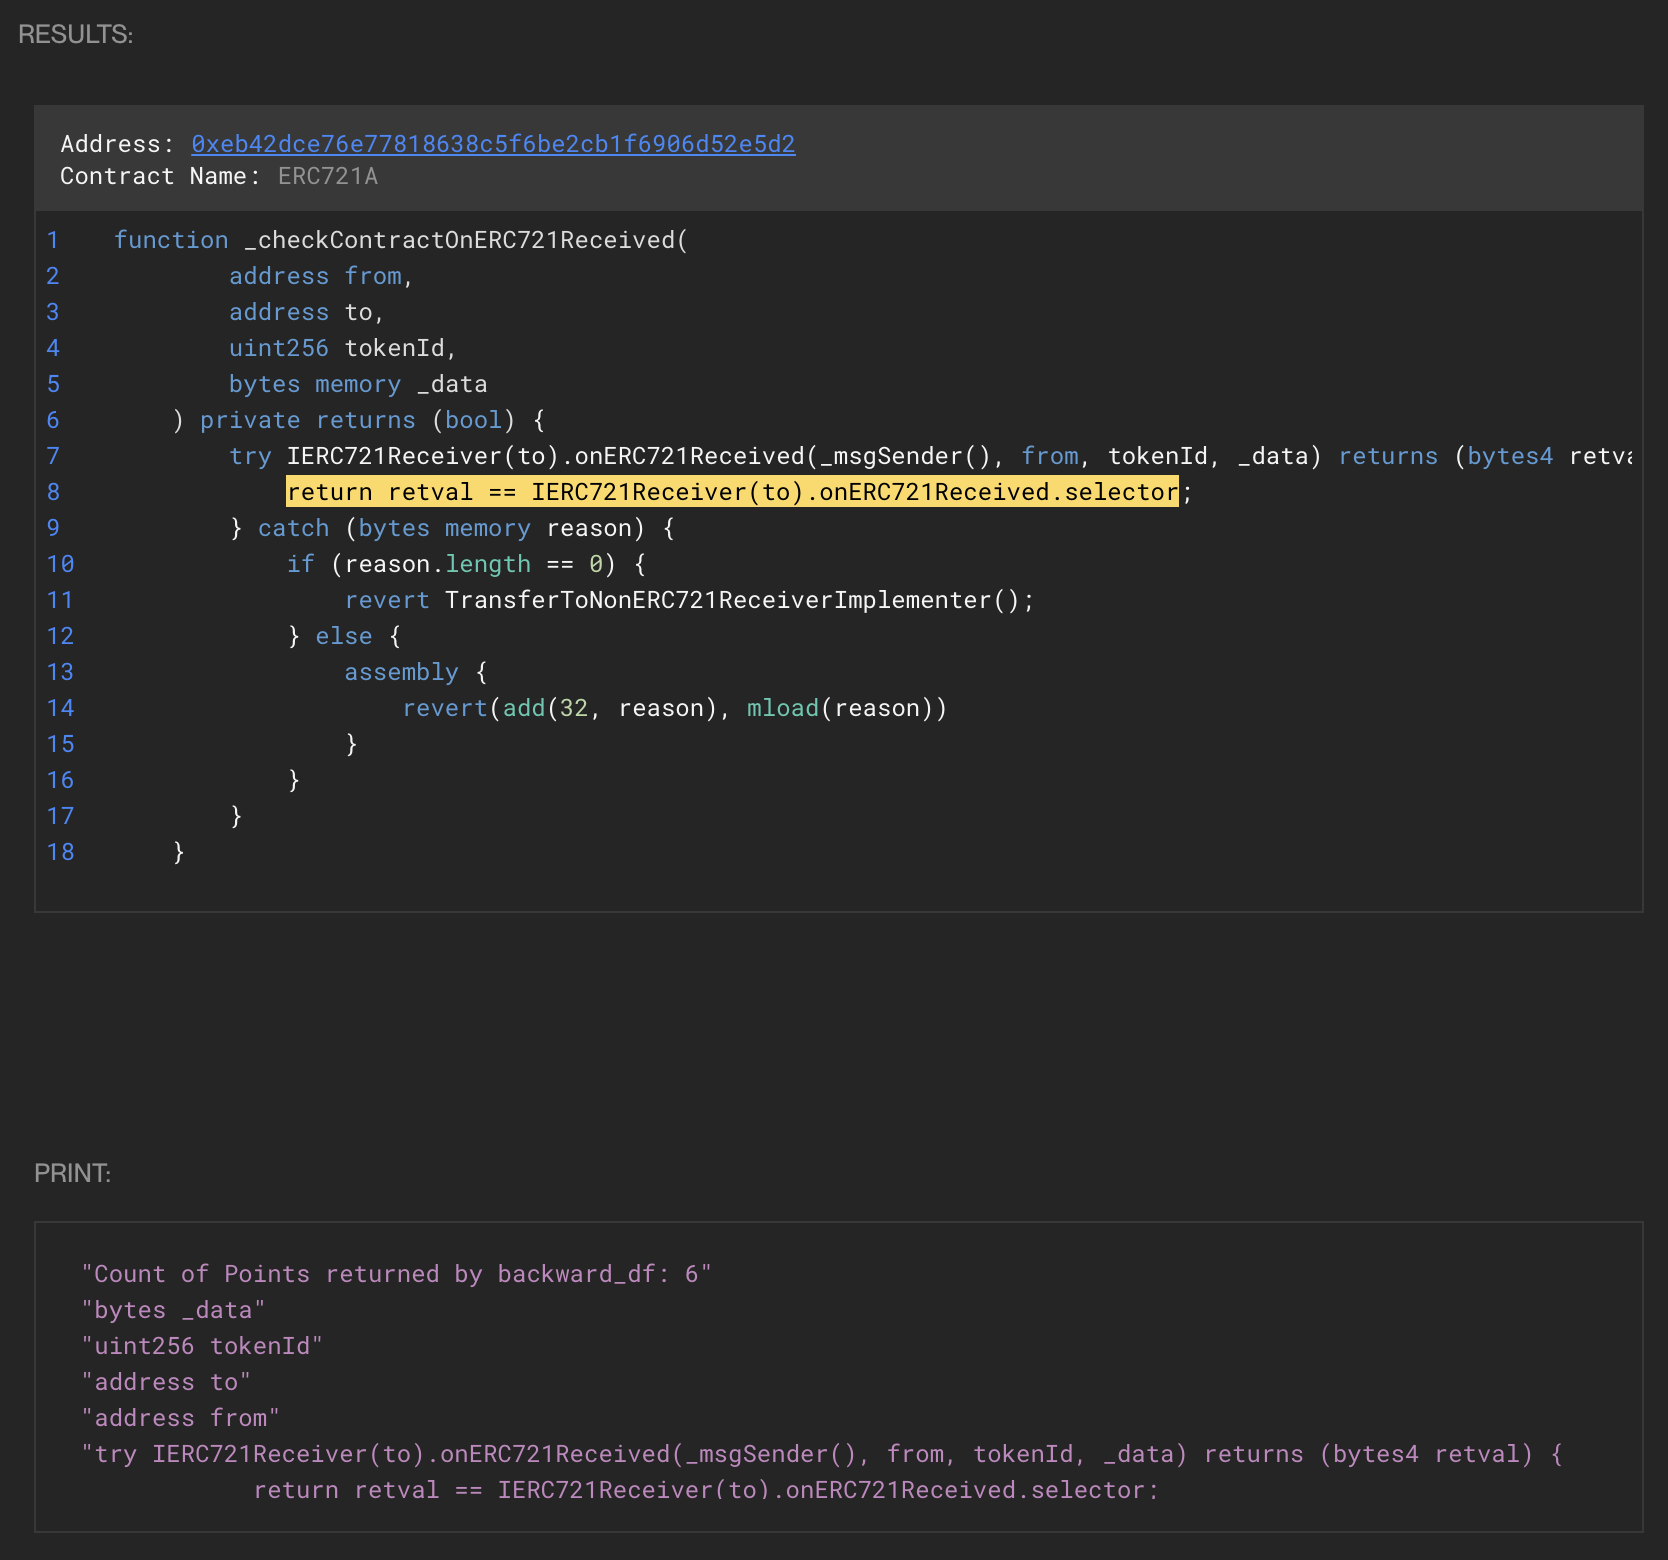 RESULTS:
Address: 0xeb42dce76e77818638c5f6be2cb1f6906d52e5d2
Contract Name: ERC721A
1 function _checkContractOnERC721Received(
2 address from,
3 address to,
4 uint256 tokenId,
5 bytes memory _data
6 ) private returns (bool) {
7 try IERC721Receiver(to).onERC721Received(_msgSender(), from, tokenId, _data) returns (bytes4 retva
8 return retval == IERC721Receiver(to).onERC721Received.selector;
9 } catch (bytes memory reason) {
10 if (reason.length == 0) {
11 revert TransferToNonERC721ReceiverImplementer();
12 } else {
13 assembly {
14 revert(add(32, reason), mload(reason))
15 }
16 }
17 }
18 }
PRINT:
"Count of Points returned by backward_df: 6"
"bytes _data"
"uint256 tokenId"
"address to"
"address from"
"try IERC721Receiver(to).onERC721Received(_msgSender(), from, tokenId, _data) returns (bytes4 retval) {
return retval == IERC721Receiver(to).onERC721Received.selector;